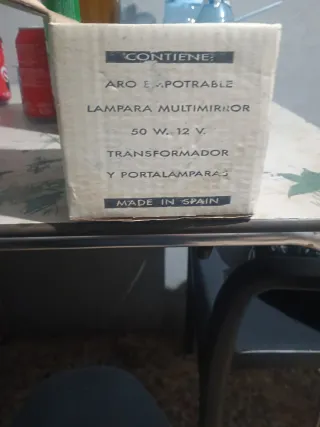 CONTIENE:
ARO EMPOTRABLE
LAMPARA MULTIMIRROR
50 W. 12 V.
TRANSFORMADOR
Y PORTALAMPARAS
MADE IN SPAIN